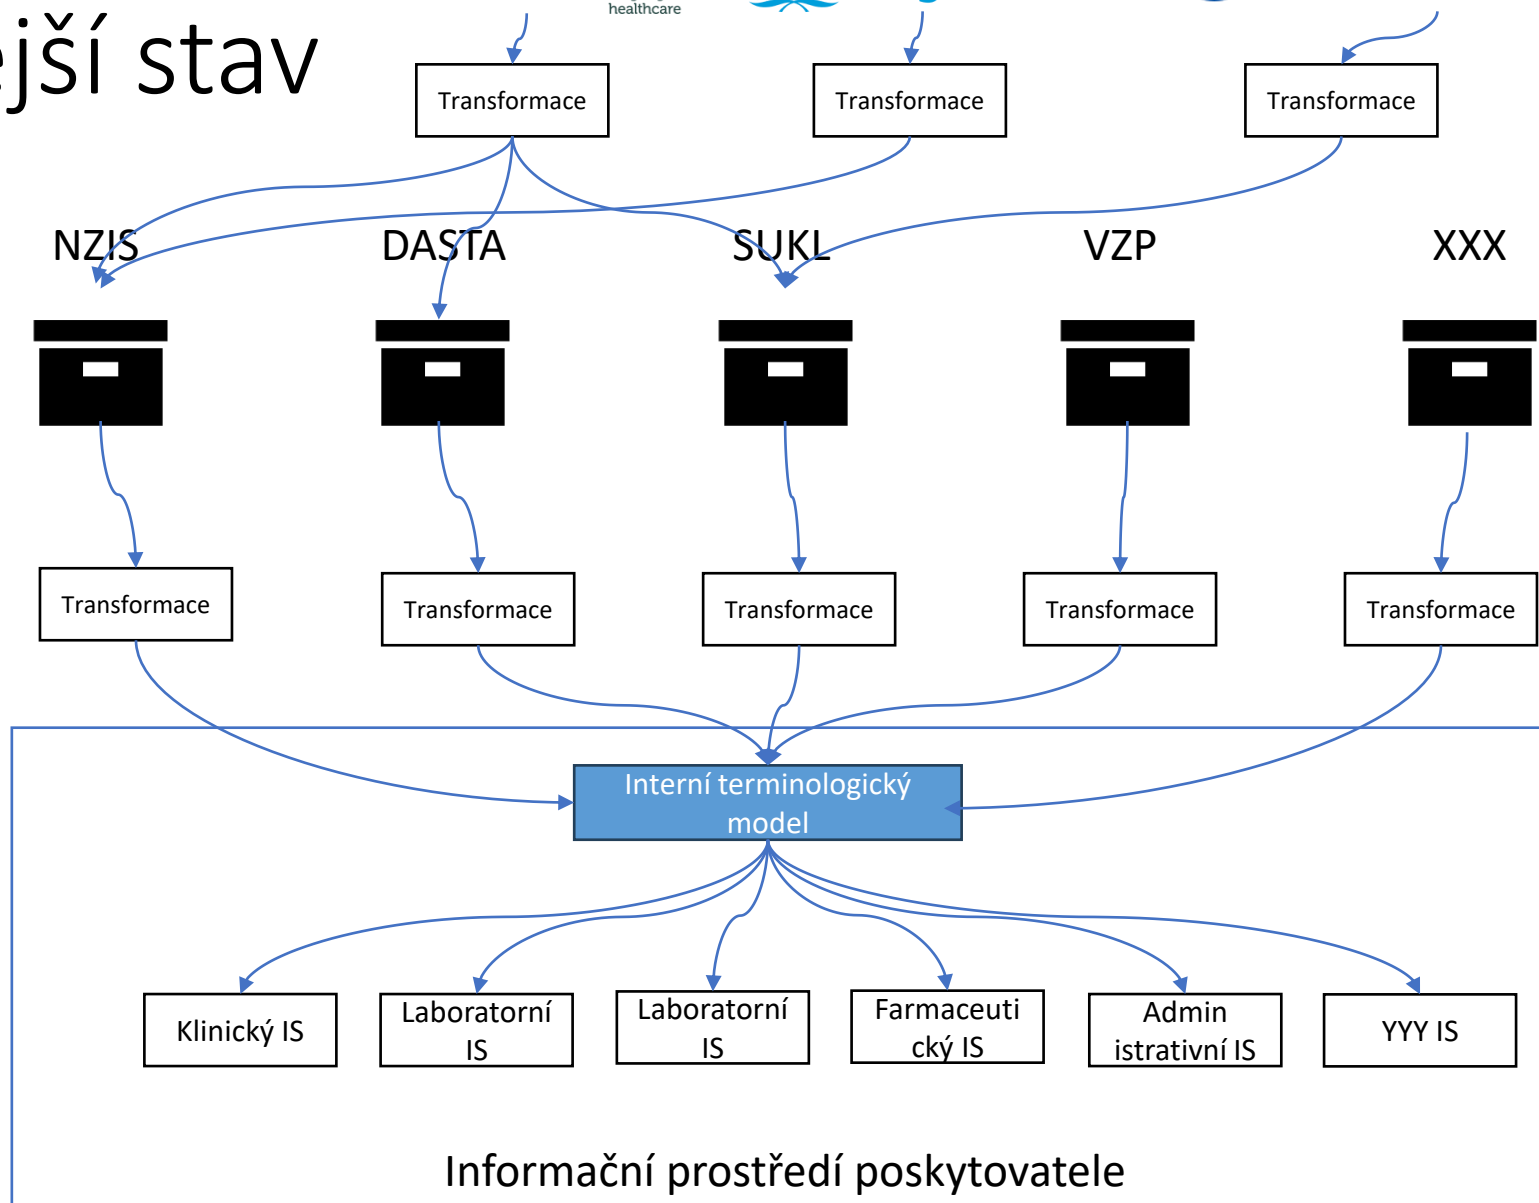 healthcare
ejší stav
Transformace
Transformace
Transformace
NZIS
DASTA
SUKL
VZP
XXX
Transformace
Transformace
Transformace
Transformace
Transformace
Interní terminologický
model
Klinický IS
Laboratorní
IS
Laboratorní
IS
Farmaceuti
cký IS
Admin
istrativní IS
YYY IS
Informační prostředí poskytovatele